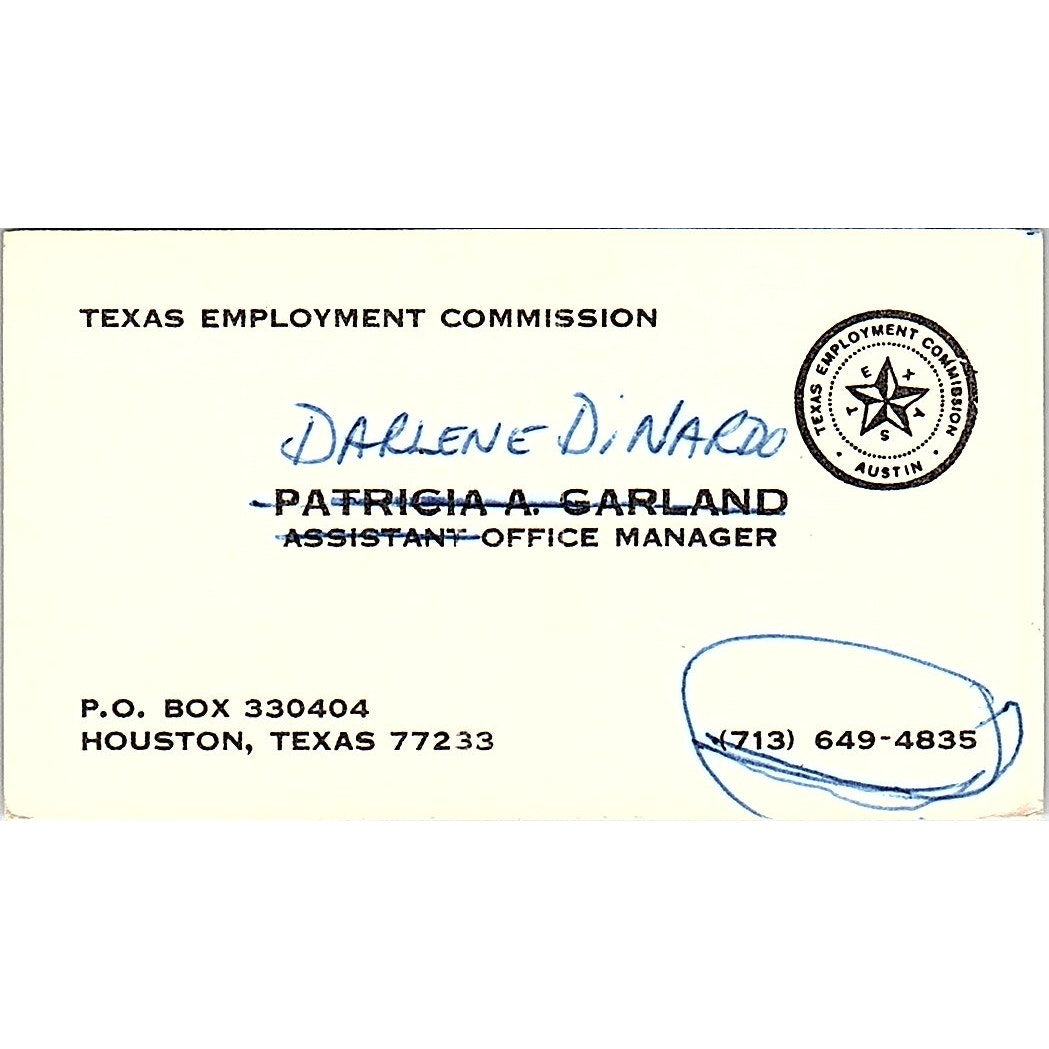 TEXAS EMPLOYMENT COMMISSION
TEXAS EMPLOYMENT COMMISSION
TEXAS
• AUSTIN •
DARLENE DiNARDO
PATRICIA A. GARLAND
ASSISTANT OFFICE MANAGER
P.O. BOX 330404
HOUSTON, TEXAS 77233
(713) 649-4835